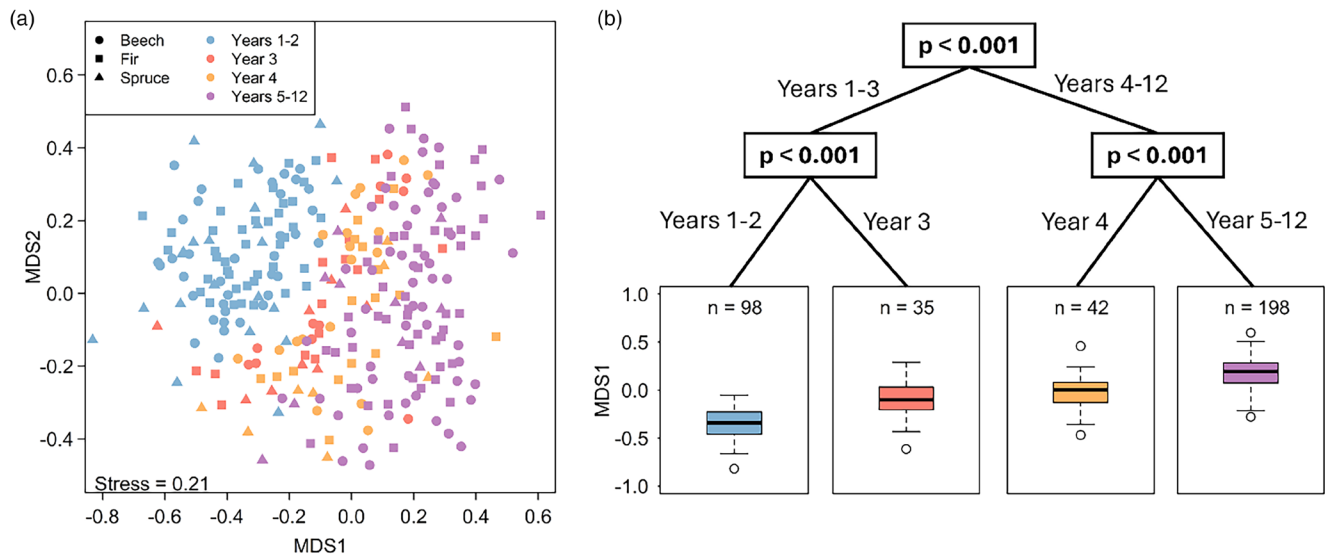 (a)
Beech
Fir
Spruce
Years 1-2
Year 3
Year 4
Years 5-12
MDS2
0.6
0.4
0.2
0.0
-0.2
-0.4
Stress = 0.21
-0.8 -0.6 -0.4 -0.2 0.0 0.2 0.4 0.6
MDS1
(b)
p < 0.001
Years 1-3 Years 4-12
p < 0.001 p < 0.001
Years 1-2 Year 3 Year 4 Year 5-12
MDS1
1.0
0.5
0.0
-0.5
-1.0
n = 98 n = 35 n = 42 n = 198